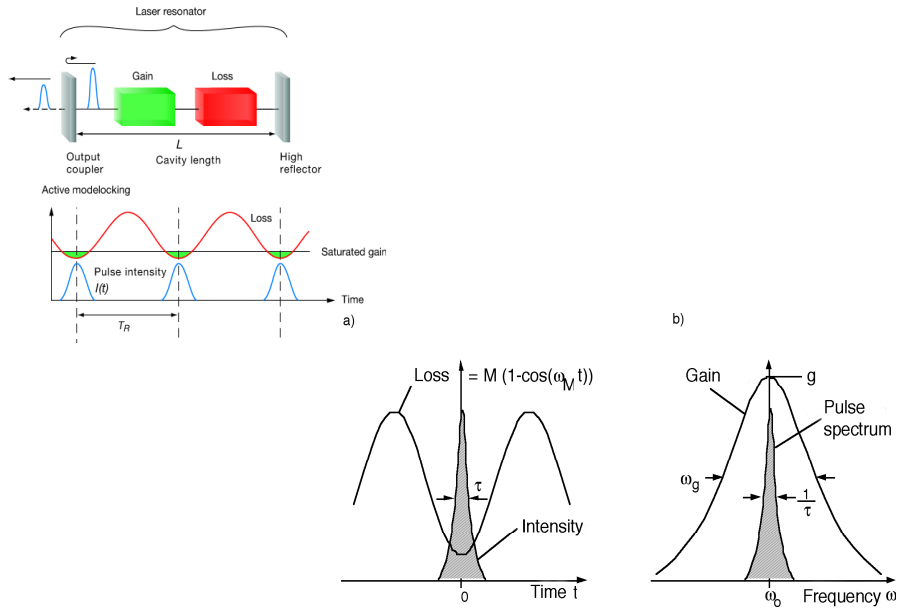 Laser resonator
Gain
Loss
L
Output
coupler
Cavity length
High
reflector
Active modelocking
Loss
Saturated gain
Pulse intensity
I(t)
Time
T_R
a)
b)
Loss
= M (1-cos(ω_M t))
τ
Intensity
0
Time t
Gain
g
Pulse
spectrum
ω_g
1
τ
ω_o
Frequency ω